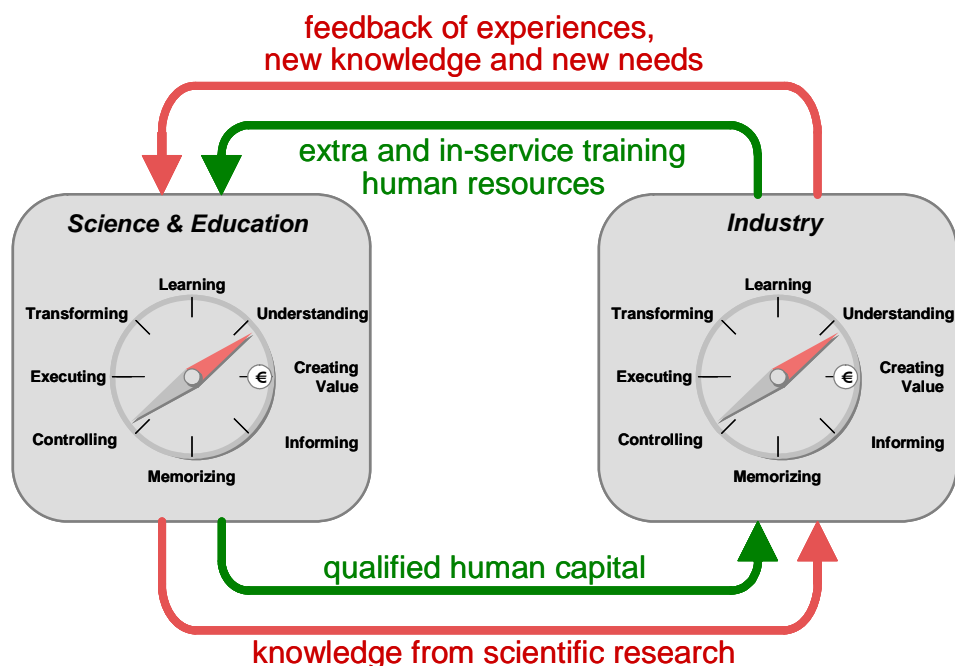 feedback of experiences,
new knowledge and new needs
extra and in-service training
human resources
Science & Education
Learning
Transforming
Understanding
Executing
€
Creating
Value
Controlling
Informing
Memorizing
Industry
Learning
Transforming
Understanding
Executing
€
Creating
Value
Controlling
Informing
Memorizing
qualified human capital
knowledge from scientific research